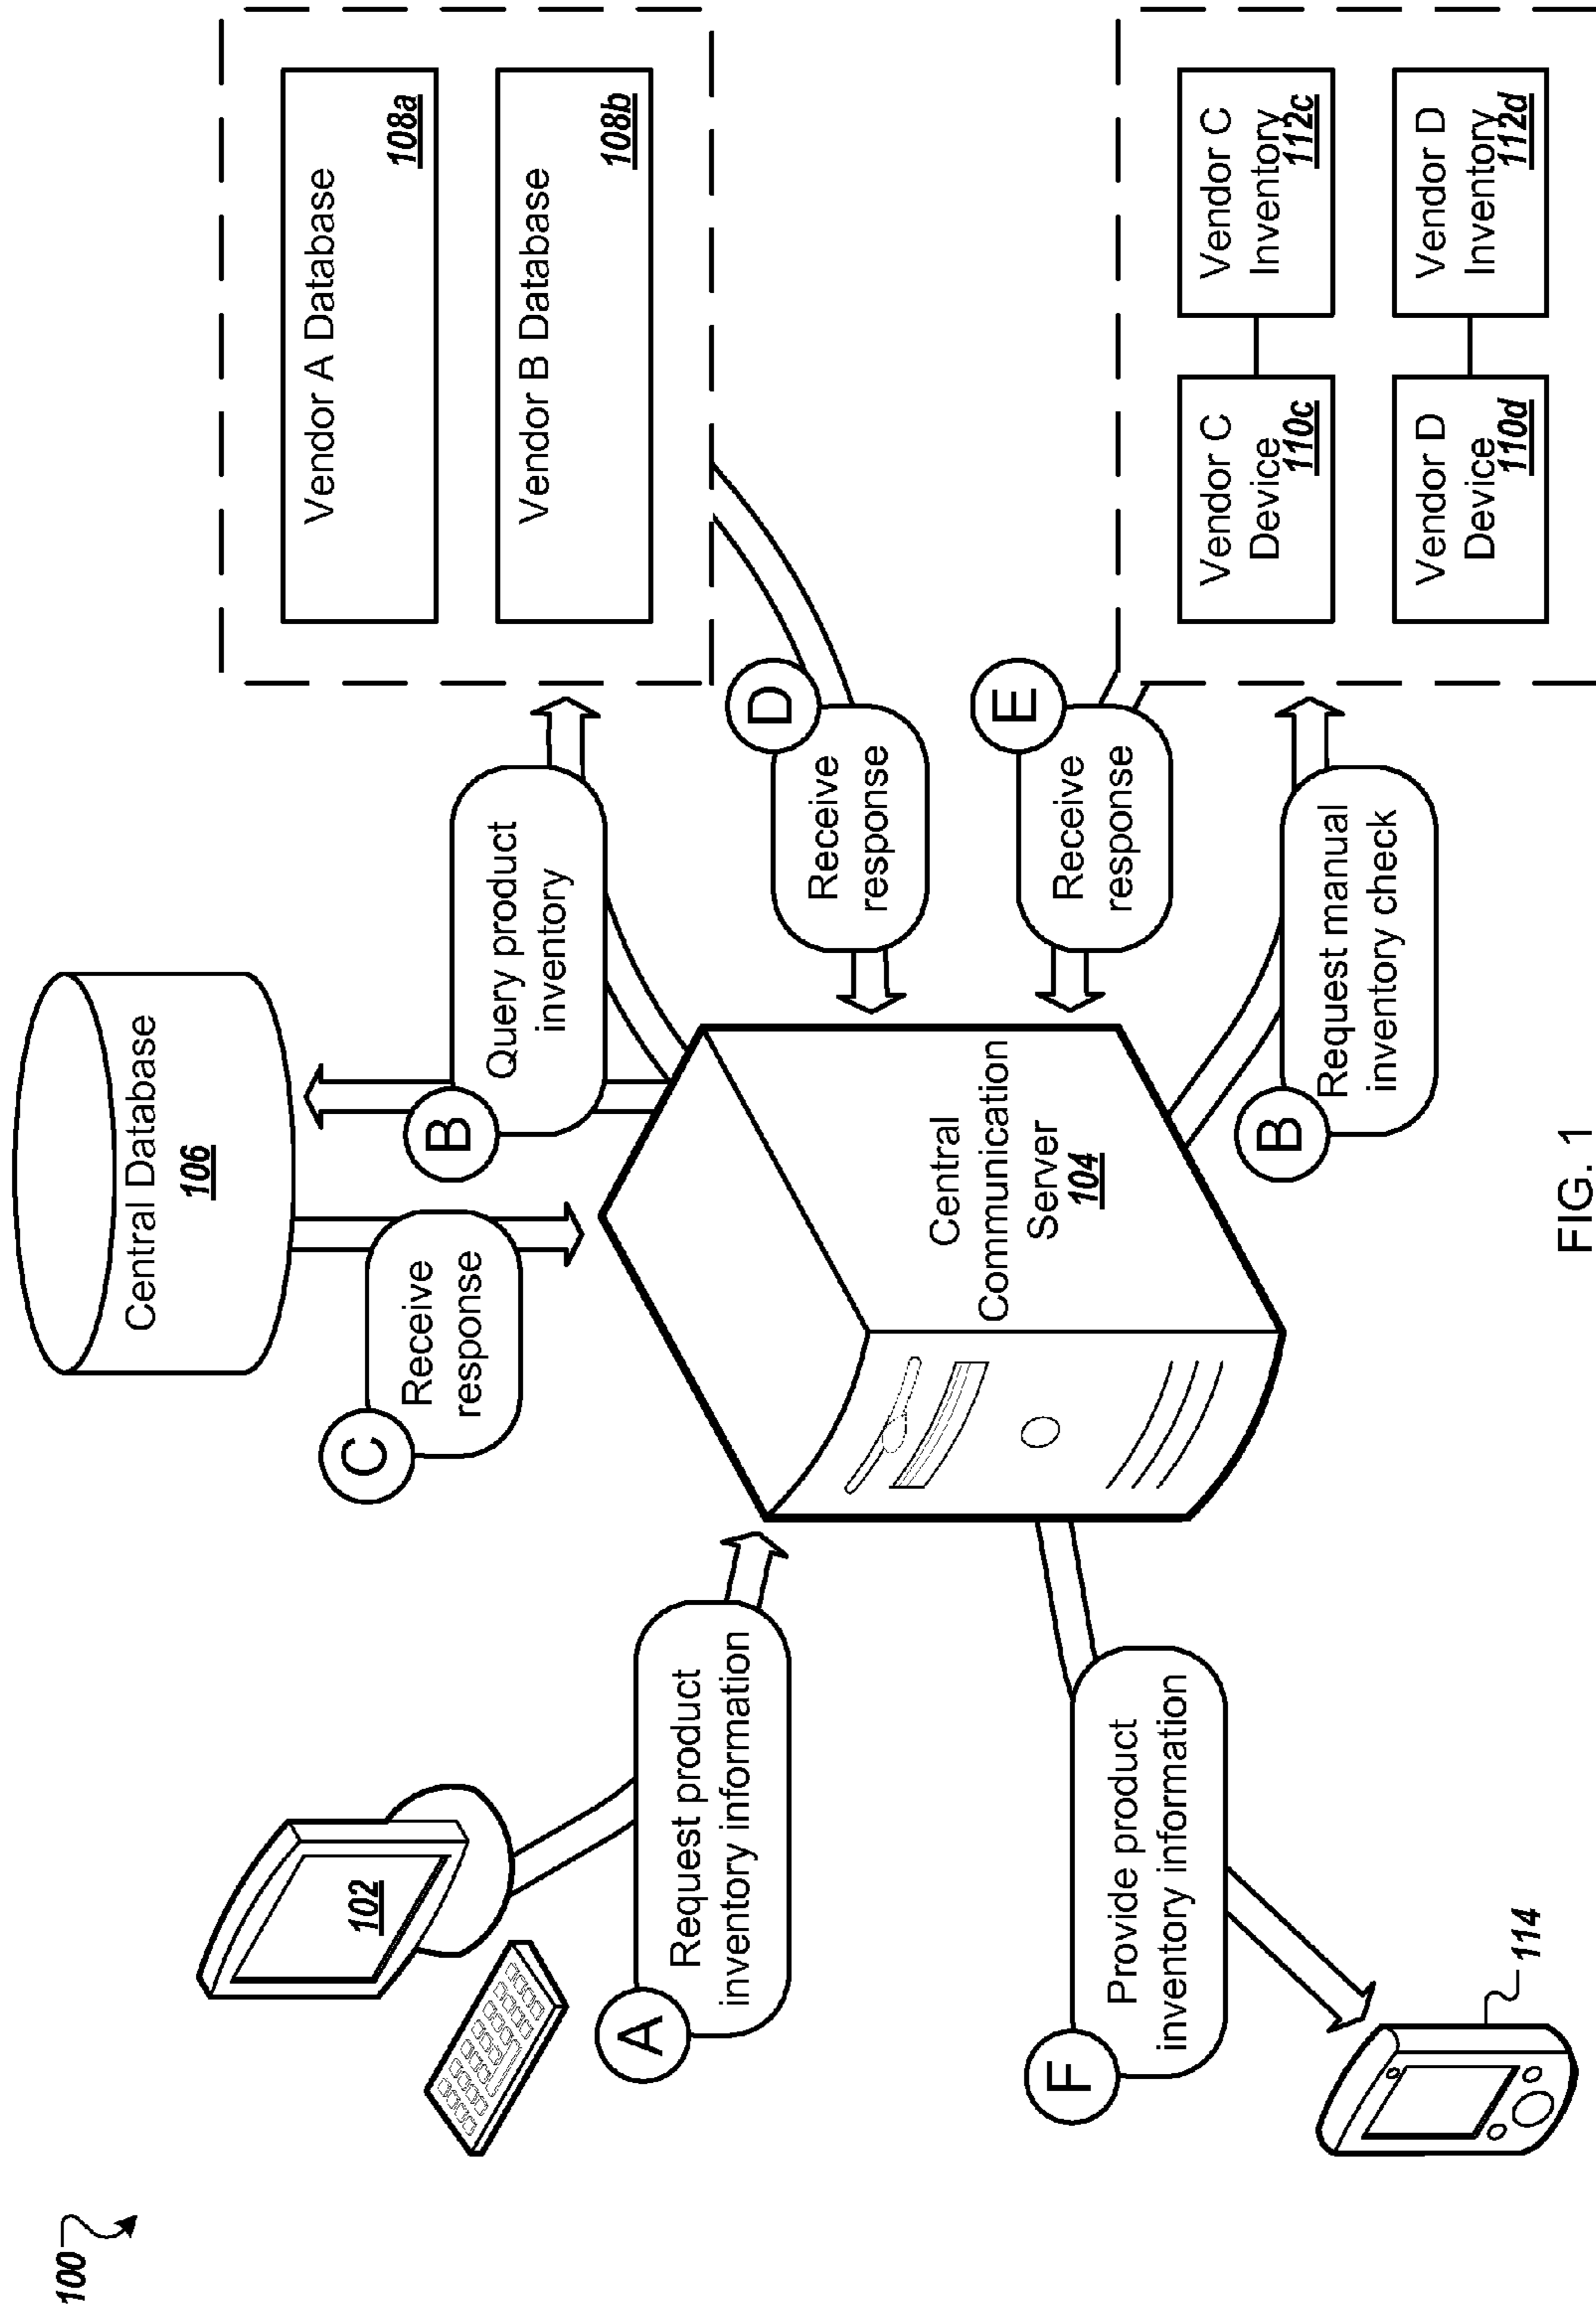 100
Central Database
106
C
Receive
response
B
Query product
inventory
Vendor A Database
108a
Vendor B Database
108b
102
A
Request product
inventory information
Central
Communication
Server
104
D
Receive
response
E
Receive
response
F
Provide product
inventory information
114
B
Request manual
inventory check
Vendor C
Device
110c
Vendor C
Inventory
112c
Vendor D
Device
110d
Vendor D
Inventory
112d
FIG. 1